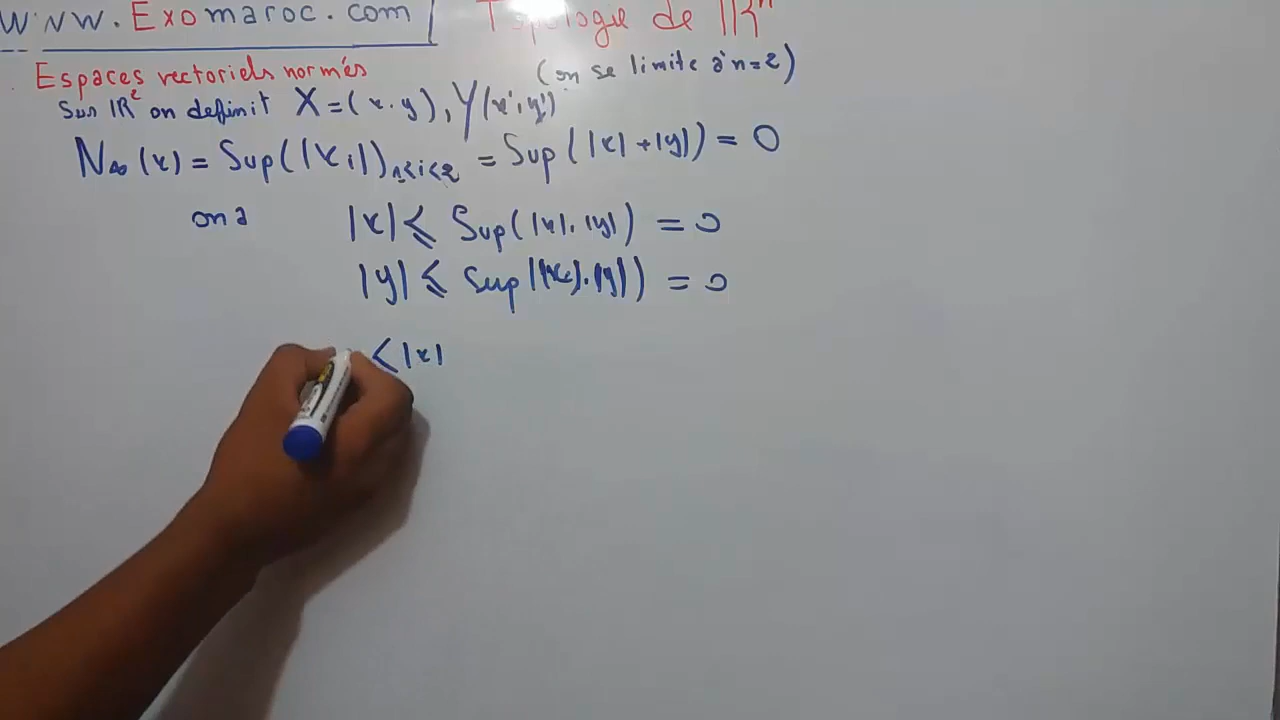 www.Exomaroc.com
Topologie de IRⁿ
Espaces vectoriels normés
(on se limite à n=2)
Sur IR² on definit X=(x.y), Y(x',y')
N∞(x) = Sup(|xi|)1<i<2 = Sup(|x|+|y|) = 0
on a |x| ⩽ Sup(|x|.|y|) = 0
|y| ⩽ Sup(|x|.|y|) = 0
< |x|